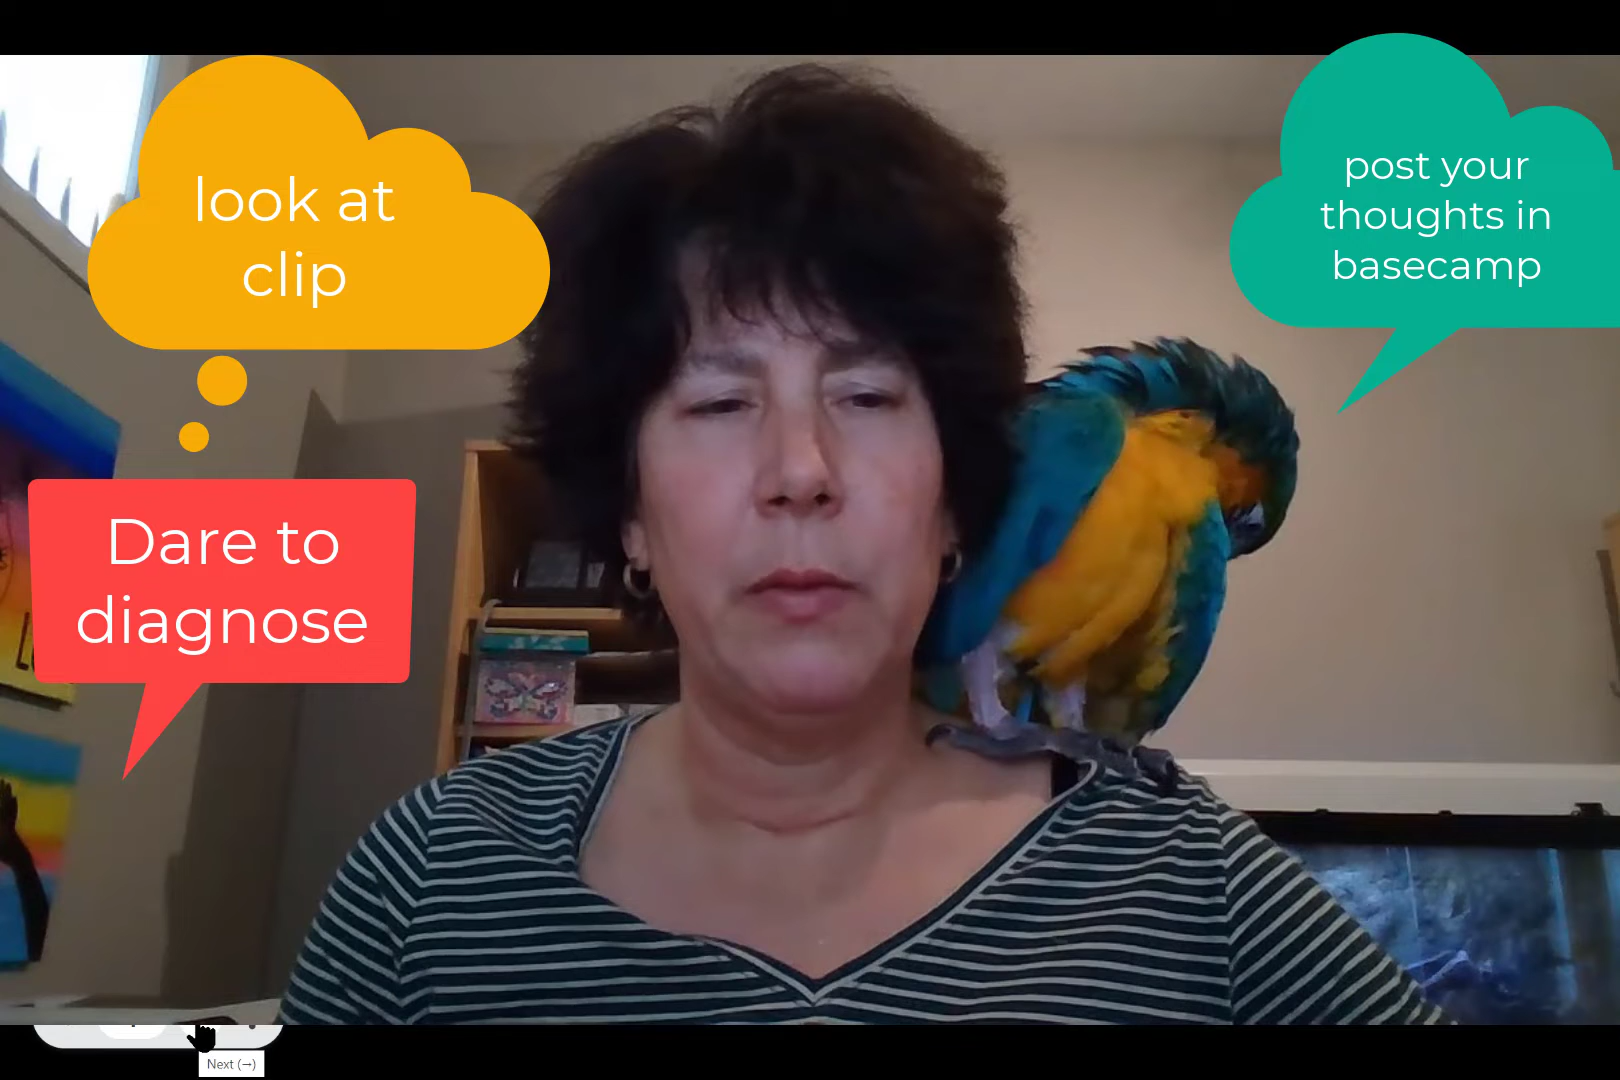 look at
clip
post your
thoughts in
basecamp
Dare to
diagnose
L
Next (→)